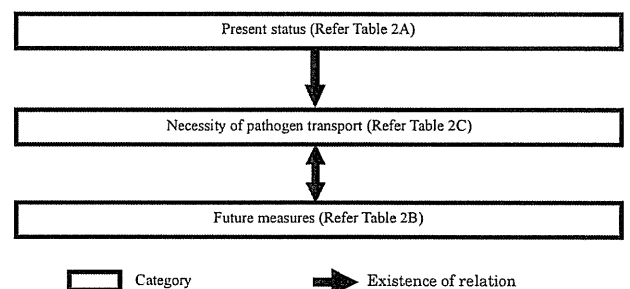 Present status (Refer Table 2A)
Necessity of pathogen transport (Refer Table 2C)
Future measures (Refer Table 2B)
Category
Existence of relation